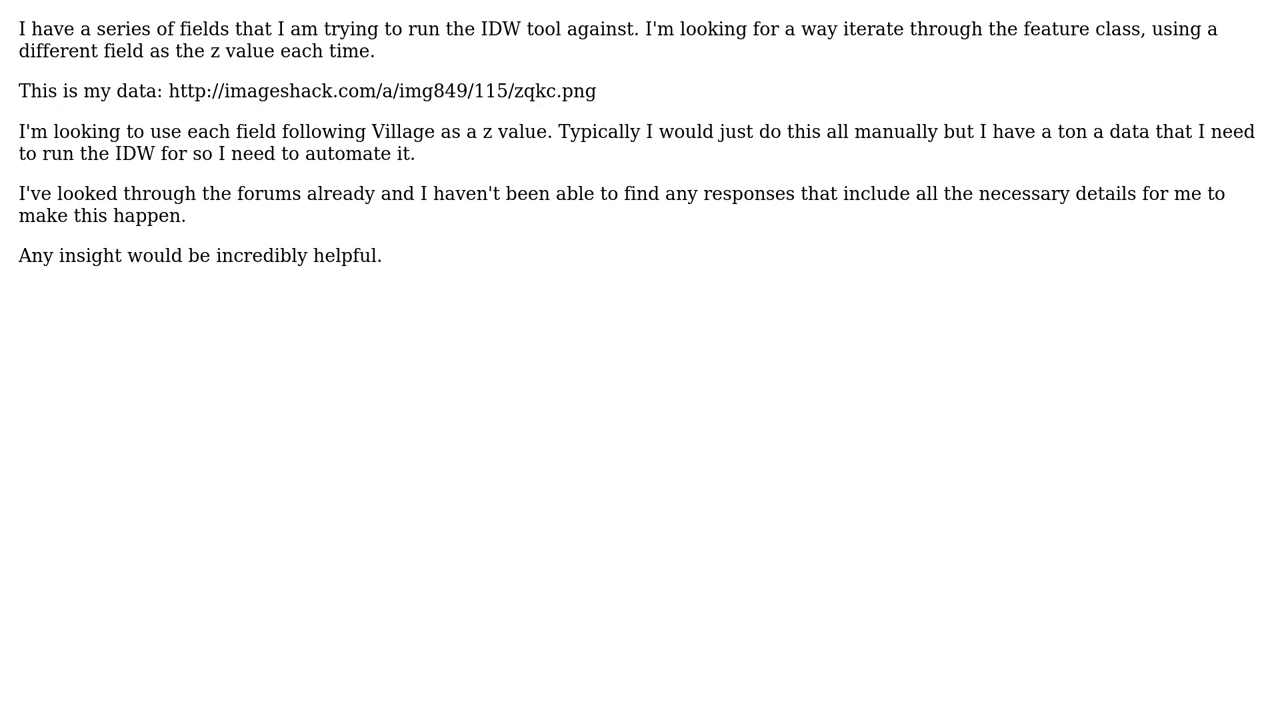 I have a series of fields that I am trying to run the IDW tool against. I'm looking for a way iterate through the feature class, using a
different field as the z value each time.
This is my data: http://imageshack.com/a/img849/115/zqkc.png
I'm looking to use each field following Village as a z value. Typically I would just do this all manually but I have a ton a data that I need
to run the IDW for so I need to automate it.
I've looked through the forums already and I haven't been able to find any responses that include all the necessary details for me to
make this happen.
Any insight would be incredibly helpful.